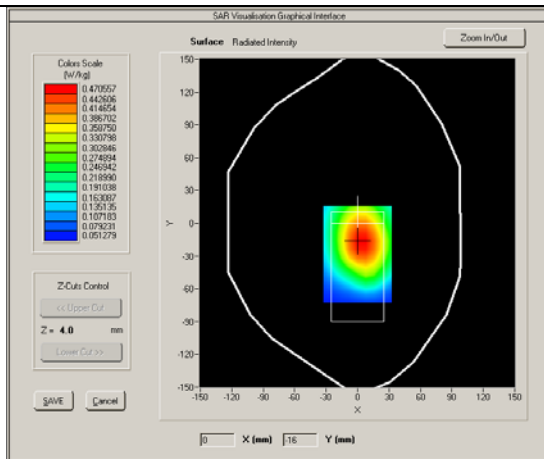 SAR Visualisation Graphical Interface
Surface Radiated Intensity
Zoom In/Out
Colors Scale
(W/kg)
0.470557
0.442606
0.414654
0.386702
0.358750
0.330798
0.302846
0.274894
0.246942
0.218990
0.191038
0.163087
0.135135
0.107183
0.079231
0.051279
Z-Cuts Control
<< Upper Cut
Z = 4.0 mm
Lower Cut >>
SAVE
Cancel
150
120
90
60
30
0
-30
-60
-90
-120
-150
Y
-150 -120 -90 -60 -30 0 30 60 90 120 150
X
0 X (mm) -16 Y (mm)